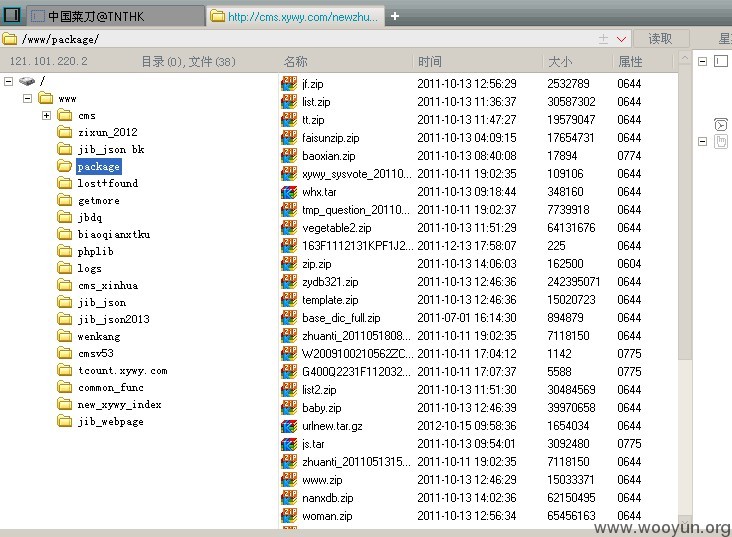 中国菜刀@TNTHK
http://cms.xywy.com/newzhu...
/www/package/
读取
121.101.220.2
目录(0),文件(38)
名称 时间 大小 属性
/
www
cms
zixun_2012
jib_json bk
package
lost+found
getmore
jbdq
biaoqianxtku
phplib
logs
cms_xinhua
jib_json
jib_json2013
wenkang
cmsv53
tcount.xywy.com
common_func
new_xywy_index
jib_webpage
jf.zip 2011-10-13 12:56:29 2532789 0644
list.zip 2011-10-13 11:36:37 30587302 0644
tt.zip 2011-10-13 11:47:27 19579047 0644
faisunzip.zip 2011-10-13 04:09:15 17654731 0644
baoxian.zip 2011-10-13 08:40:08 17894 0774
xywy_sysvote_20110... 2011-10-11 19:02:35 109106 0644
whx.tar 2011-10-13 09:18:44 348160 0644
tmp_question_20110... 2011-10-11 19:02:37 7739918 0644
vegetable2.zip 2011-10-13 11:51:29 64131676 0644
163F1112131KPF1J2... 2011-12-13 17:58:07 225 0644
zip.zip 2011-10-13 14:06:03 162500 0604
zydb321.zip 2011-10-13 12:46:36 242395071 0644
template.zip 2011-10-13 12:46:36 15020723 0644
base_dic_full.zip 2011-07-01 16:14:30 894879 0644
zhuanti_2011051808... 2011-10-11 19:02:35 7118150 0644
W2009100210562ZC... 2011-10-11 17:04:12 1142 0775
G400Q2231F112032... 2011-10-11 17:07:37 5588 0775
list2.zip 2011-10-13 11:51:30 30484569 0644
baby.zip 2011-10-13 12:46:39 39970658 0644
urlnew.tar.gz 2012-10-15 09:58:36 1654034 0644
js.tar 2011-10-13 09:54:01 3092480 0775
zhuanti_2011051315... 2011-10-11 19:02:35 7118150 0644
www.zip 2011-10-13 12:46:29 15033371 0644
nanxdb.zip 2011-10-13 14:02:36 62150495 0644
woman.zip 2011-10-13 12:56:34 65456163 0644
www.wooyun.org